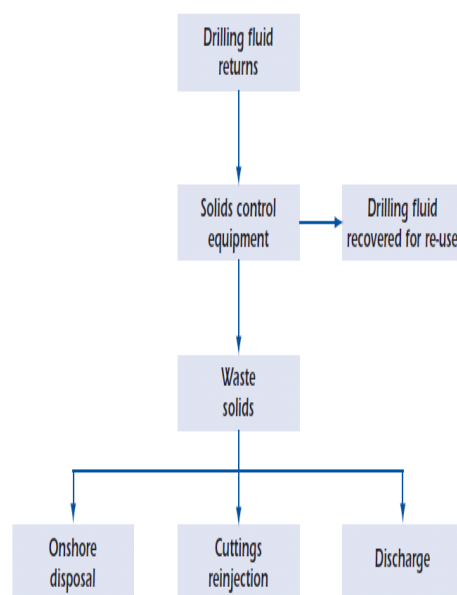 Drilling fluid
returns
Solids control
equipment
Drilling fluid
recovered for re-use
Waste
solids
Onshore
disposal
Cuttings
reinjection
Discharge